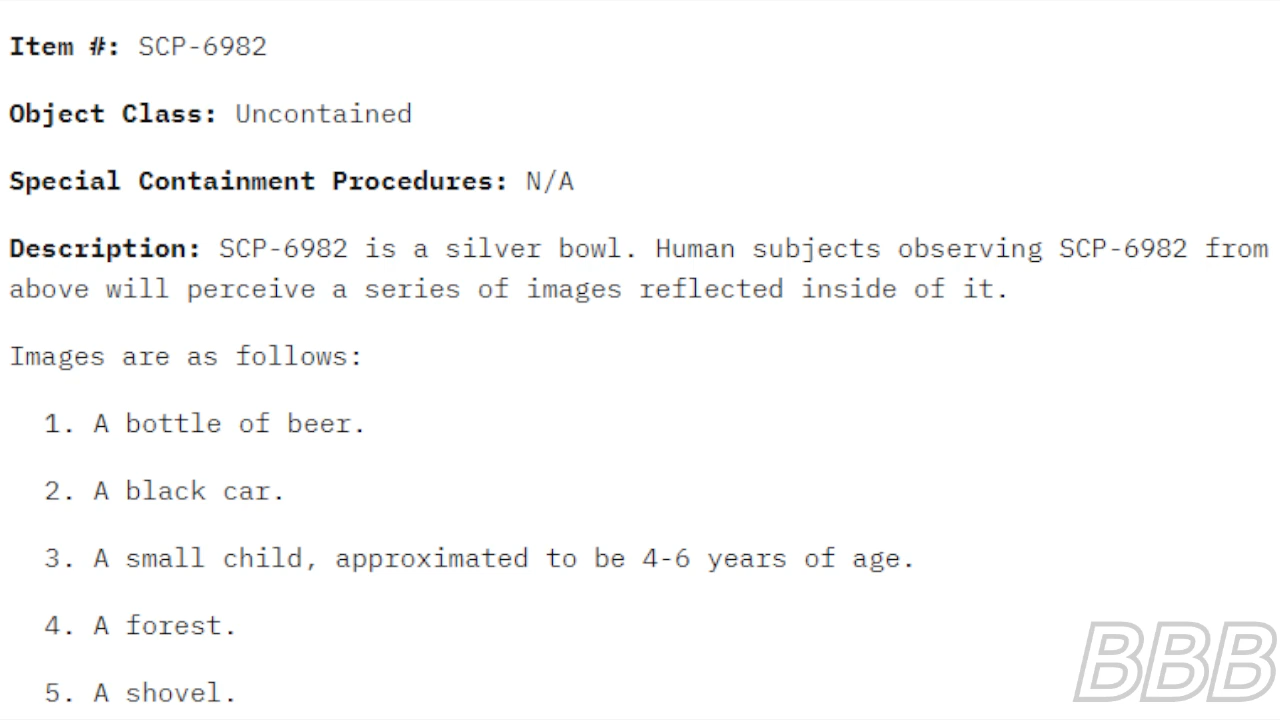 Item #: SCP-6982
Object Class: Uncontained
Special Containment Procedures: N/A
Description: SCP-6982 is a silver bowl. Human subjects observing SCP-6982 from
above will perceive a series of images reflected inside of it.
Images are as follows:
1. A bottle of beer.
2. A black car.
3. A small child, approximated to be 4-6 years of age.
4. A forest.
5. A shovel.
BBB